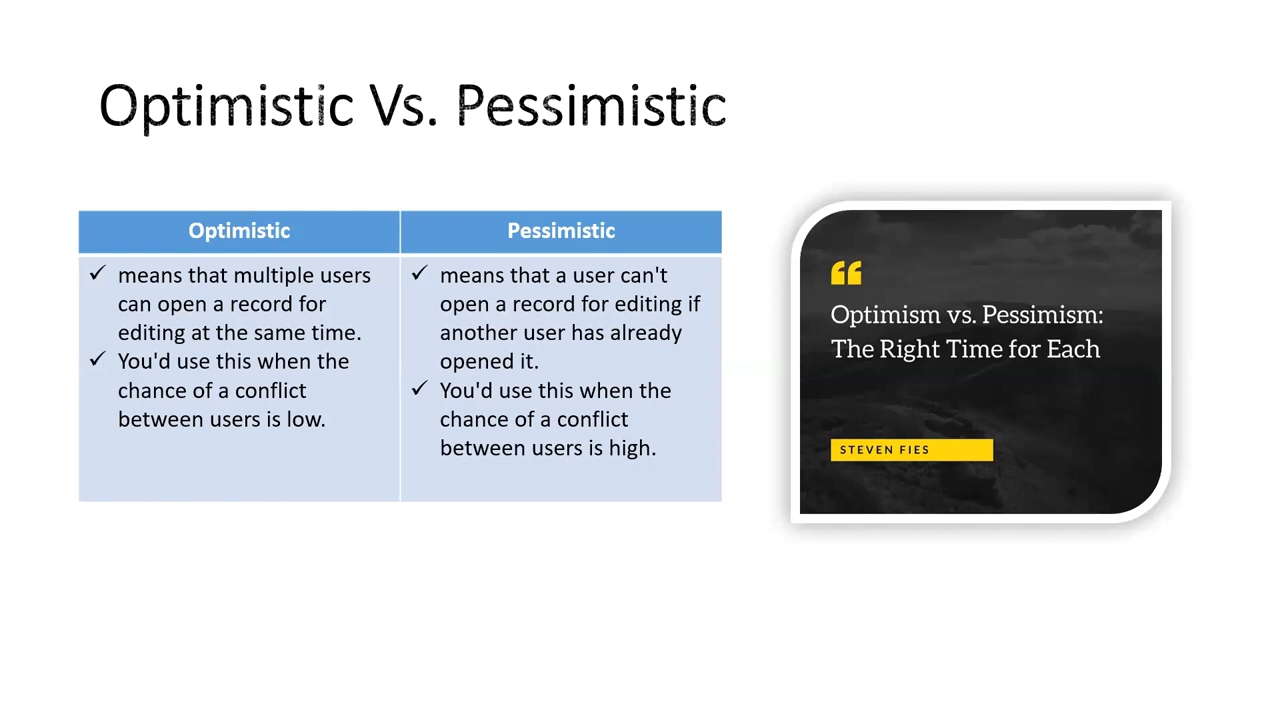 Optimistic Vs. Pessimistic
Optimistic
✓ means that multiple users
can open a record for
editing at the same time.
✓ You'd use this when the
chance of a conflict
between users is low.
Pessimistic
✓ means that a user can't
open a record for editing if
another user has already
opened it.
✓ You'd use this when the
chance of a conflict
between users is high.
“
Optimism vs. Pessimism:
The Right Time for Each
STEVEN FIES